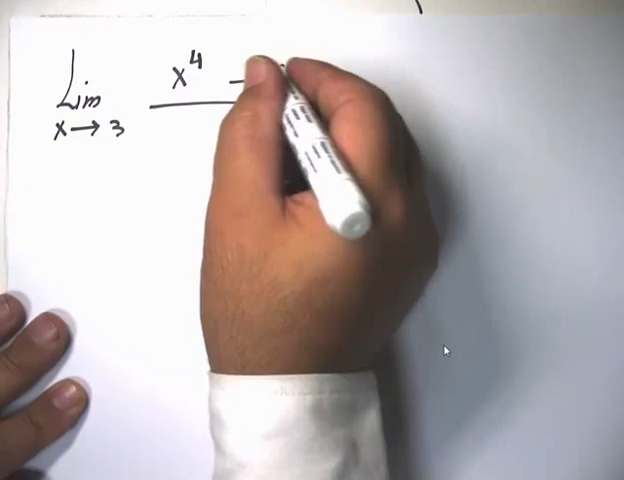 Lim x⁴ –
x → 3